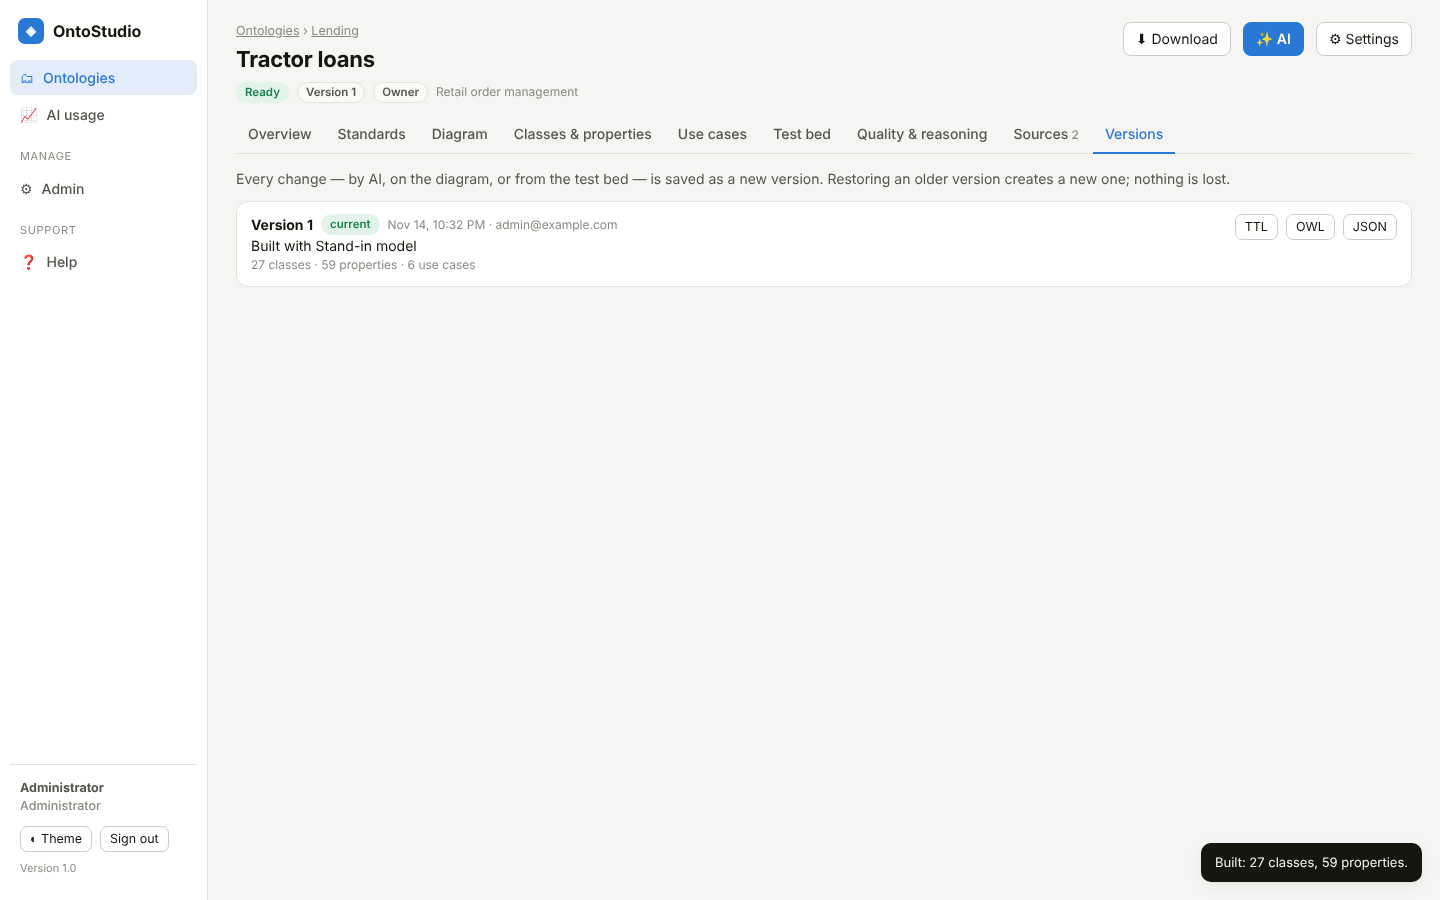 OntoStudio
Ontologies
AI usage
MANAGE
Admin
SUPPORT
Help
Administrator
Administrator
Theme
Sign out
Version 1.0
Ontologies › Lending
Tractor loans
Ready Version 1 Owner Retail order management
Download
AI
Settings
Overview Standards Diagram Classes & properties Use cases Test bed Quality & reasoning Sources 2 Versions
Every change — by AI, on the diagram, or from the test bed — is saved as a new version. Restoring an older version creates a new one; nothing is lost.
Version 1 current Nov 14, 10:32 PM · admin@example.com
Built with Stand-in model
27 classes · 59 properties · 6 use cases
TTL OWL JSON
Built: 27 classes, 59 properties.